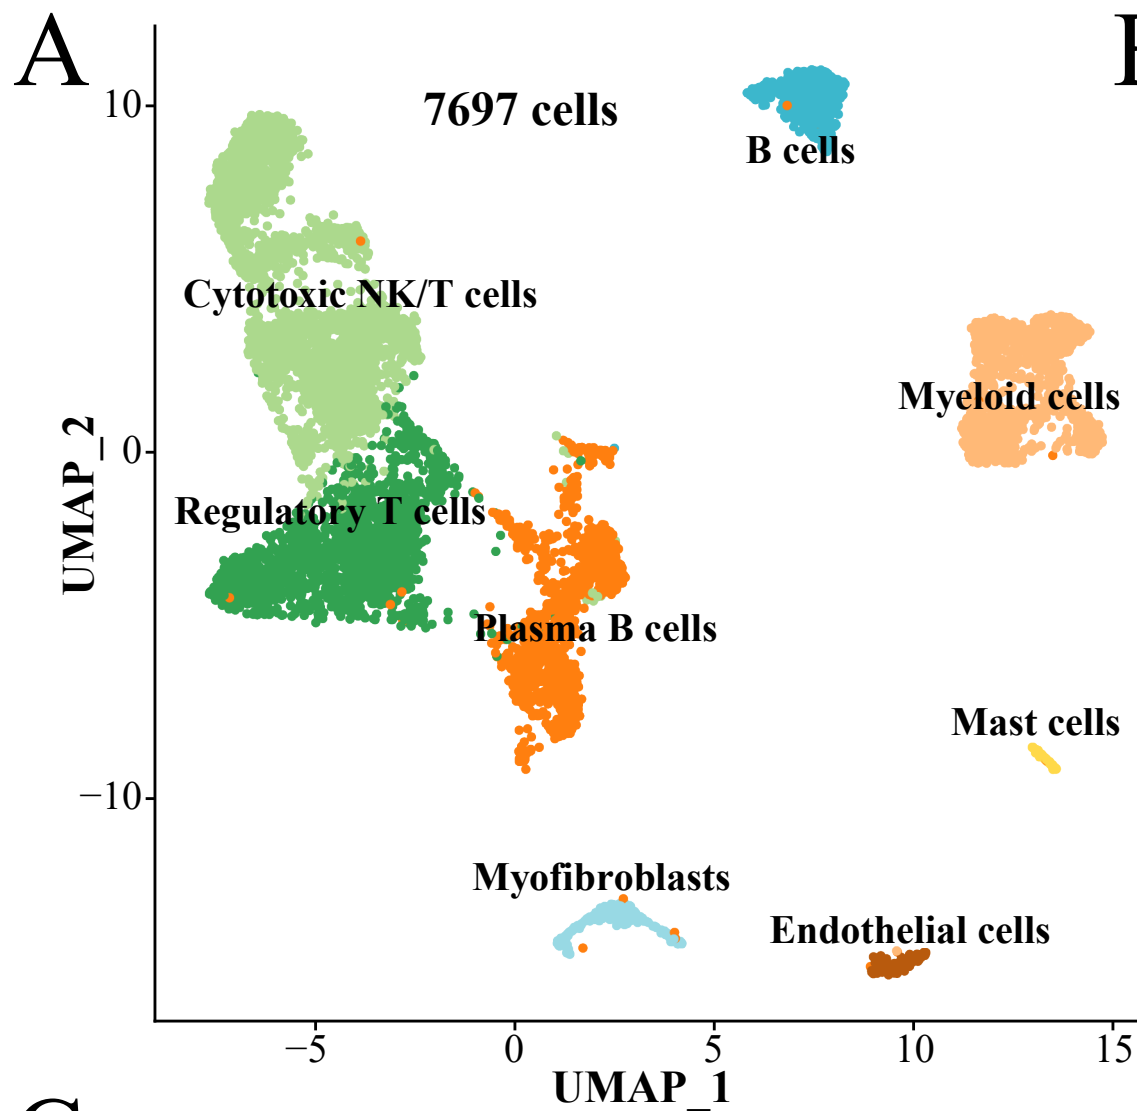 A
10
7697 cells
B cells
Cytotoxic NK/T cells
Myeloid cells
0
Regulatory T cells
UMAP_2
Plasma B cells
Mast cells
−10
Myofibroblasts
Endothelial cells
−5 0 5 10 15
UMAP_1